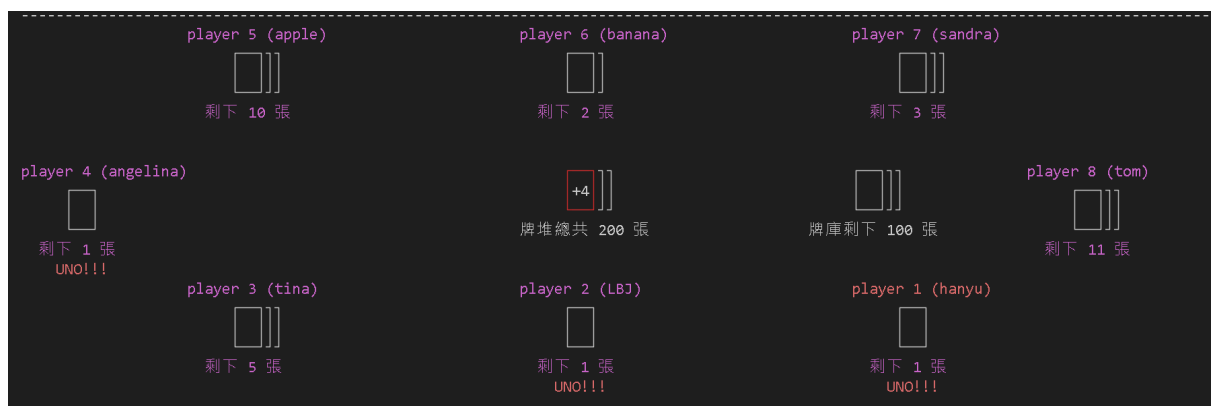 player 5 (apple)
player 6 (banana)
player 7 (sandra)
剩下 10 張
剩下 2 張
剩下 3 張
player 4 (angelina)
剩下 1 張
UNO!!!
+4
牌堆總共 200 張
牌庫剩下 100 張
player 8 (tom)
剩下 11 張
player 3 (tina)
player 2 (LBJ)
player 1 (hanyu)
剩下 5 張
剩下 1 張
UNO!!!
剩下 1 張
UNO!!!